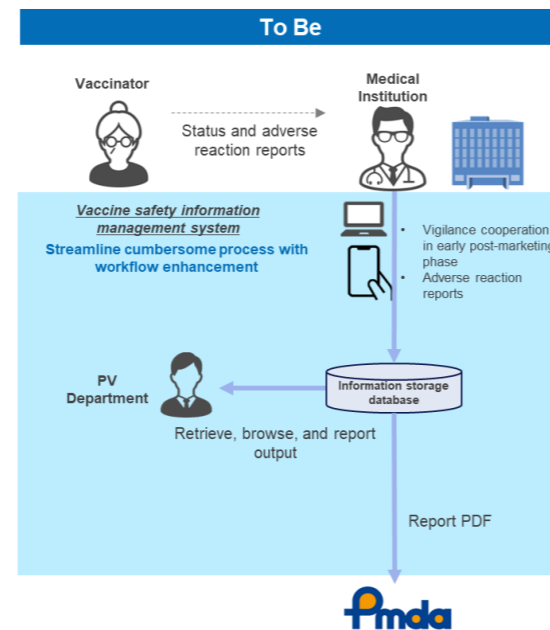 To Be
Vaccinator
Medical
Institution
Status and adverse
reaction reports
Vaccine safety information
management system
Streamline cumbersome process with
workflow enhancement
• Vigilance cooperation
in early post-marketing
phase
• Adverse reaction
reports
PV
Department
Information storage
database
Retrieve, browse, and report
output
Report PDF
Pmda